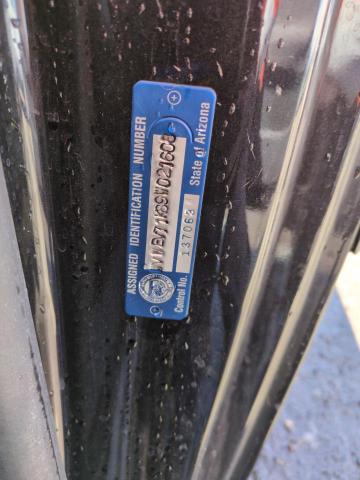 ASSIGNED IDENTIFICATION NUMBER
Control No. 137063
State of Arizona